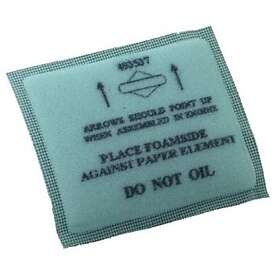 493537
ARROWS SHOULD POINT UP
WHEN ASSEMBLED IN ENGINE
PLACE FOAMSIDE
AGAINST PAPER ELEMENT
DO NOT OIL